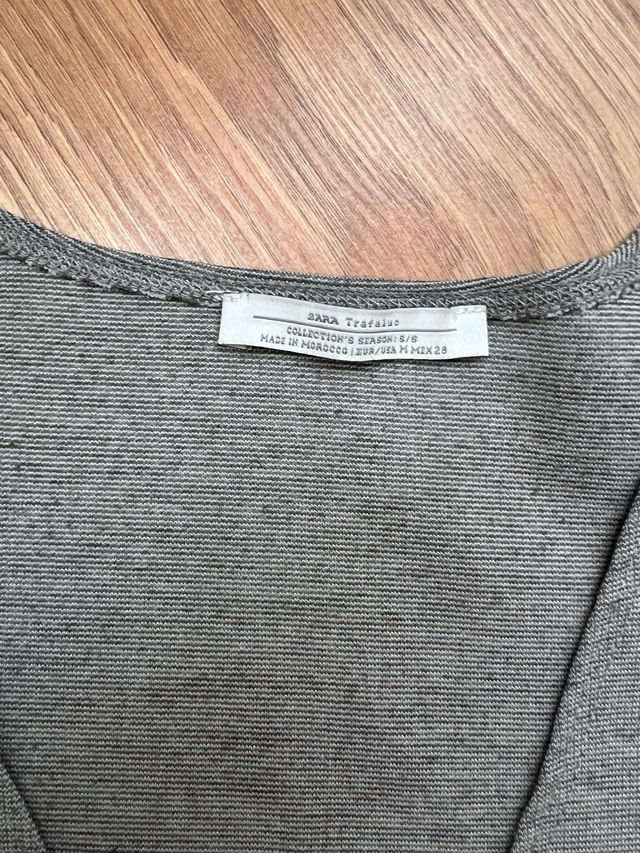 ZARA Trafaluc
COLLECTION'S SEASON: S/S
MADE IN MOROCCO | EUR/USA M MEX 28